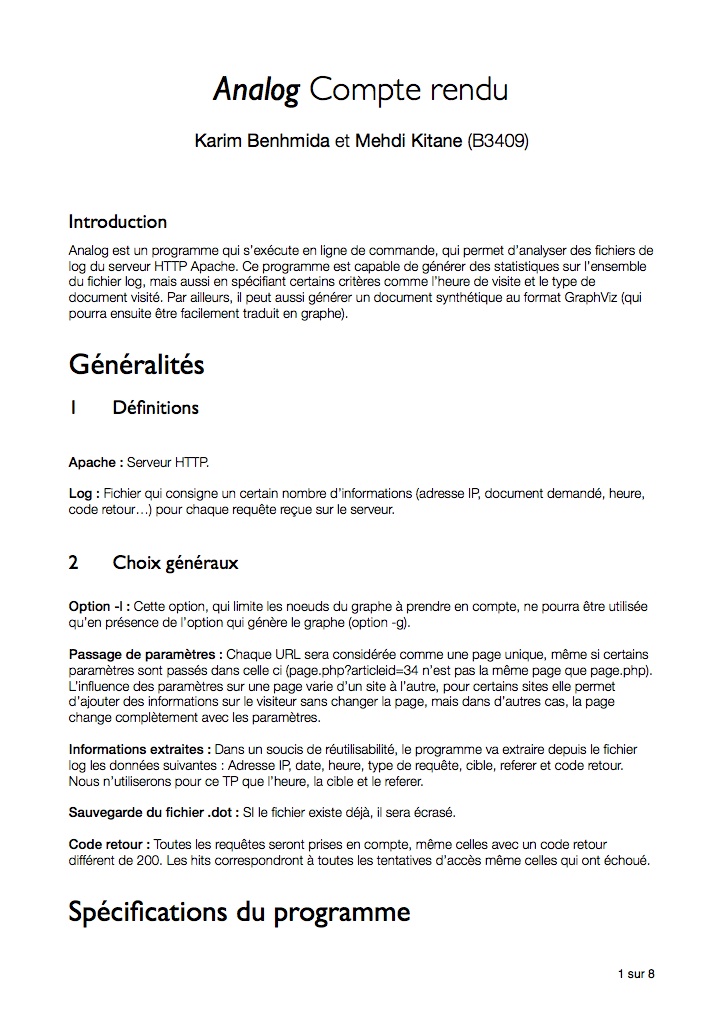 Analog Compte rendu
Karim Benhmida et Mehdi Kitane (B3409)
Introduction
Analog est un programme qui s'exécute en ligne de commande, qui permet d'analyser des fichiers de
log du serveur HTTP Apache. Ce programme est capable de générer des statistiques sur l'ensemble
du fichier log, mais aussi en spécifiant certains critères comme l'heure de visite et le type de
document visité. Par ailleurs, il peut aussi générer un document synthétique au format GraphViz (qui
pourra ensuite être facilement traduit en graphe).
Généralités
1 Définitions
Apache : Serveur HTTP.
Log : Fichier qui consigne un certain nombre d'informations (adresse IP, document demandé, heure,
code retour…) pour chaque requête reçue sur le serveur.
2 Choix généraux
Option -l : Cette option, qui limite les noeuds du graphe à prendre en compte, ne pourra être utilisée
qu'en présence de l'option qui génère le graphe (option -g).
Passage de paramètres : Chaque URL sera considérée comme une page unique, même si certains
paramètres sont passés dans celle ci (page.php?articleid=34 n'est pas la même page que page.php).
L'influence des paramètres sur une page varie d'un site à l'autre, pour certains sites elle permet
d'ajouter des informations sur le visiteur sans changer la page, mais dans d'autres cas, la page
change complètement avec les paramètres.
Informations extraites : Dans un soucis de réutilisabilité, le programme va extraire depuis le fichier
log les données suivantes : Adresse IP, date, heure, type de requête, cible, referer et code retour.
Nous n'utiliserons pour ce TP que l'heure, la cible et le referer.
Sauvegarde du fichier .dot : SI le fichier existe déjà, il sera écrasé.
Code retour : Toutes les requêtes seront prises en compte, même celles avec un code retour
différent de 200. Les hits correspondront à toutes les tentatives d'accès même celles qui ont échoué.
Spécifications du programme
1 sur 8